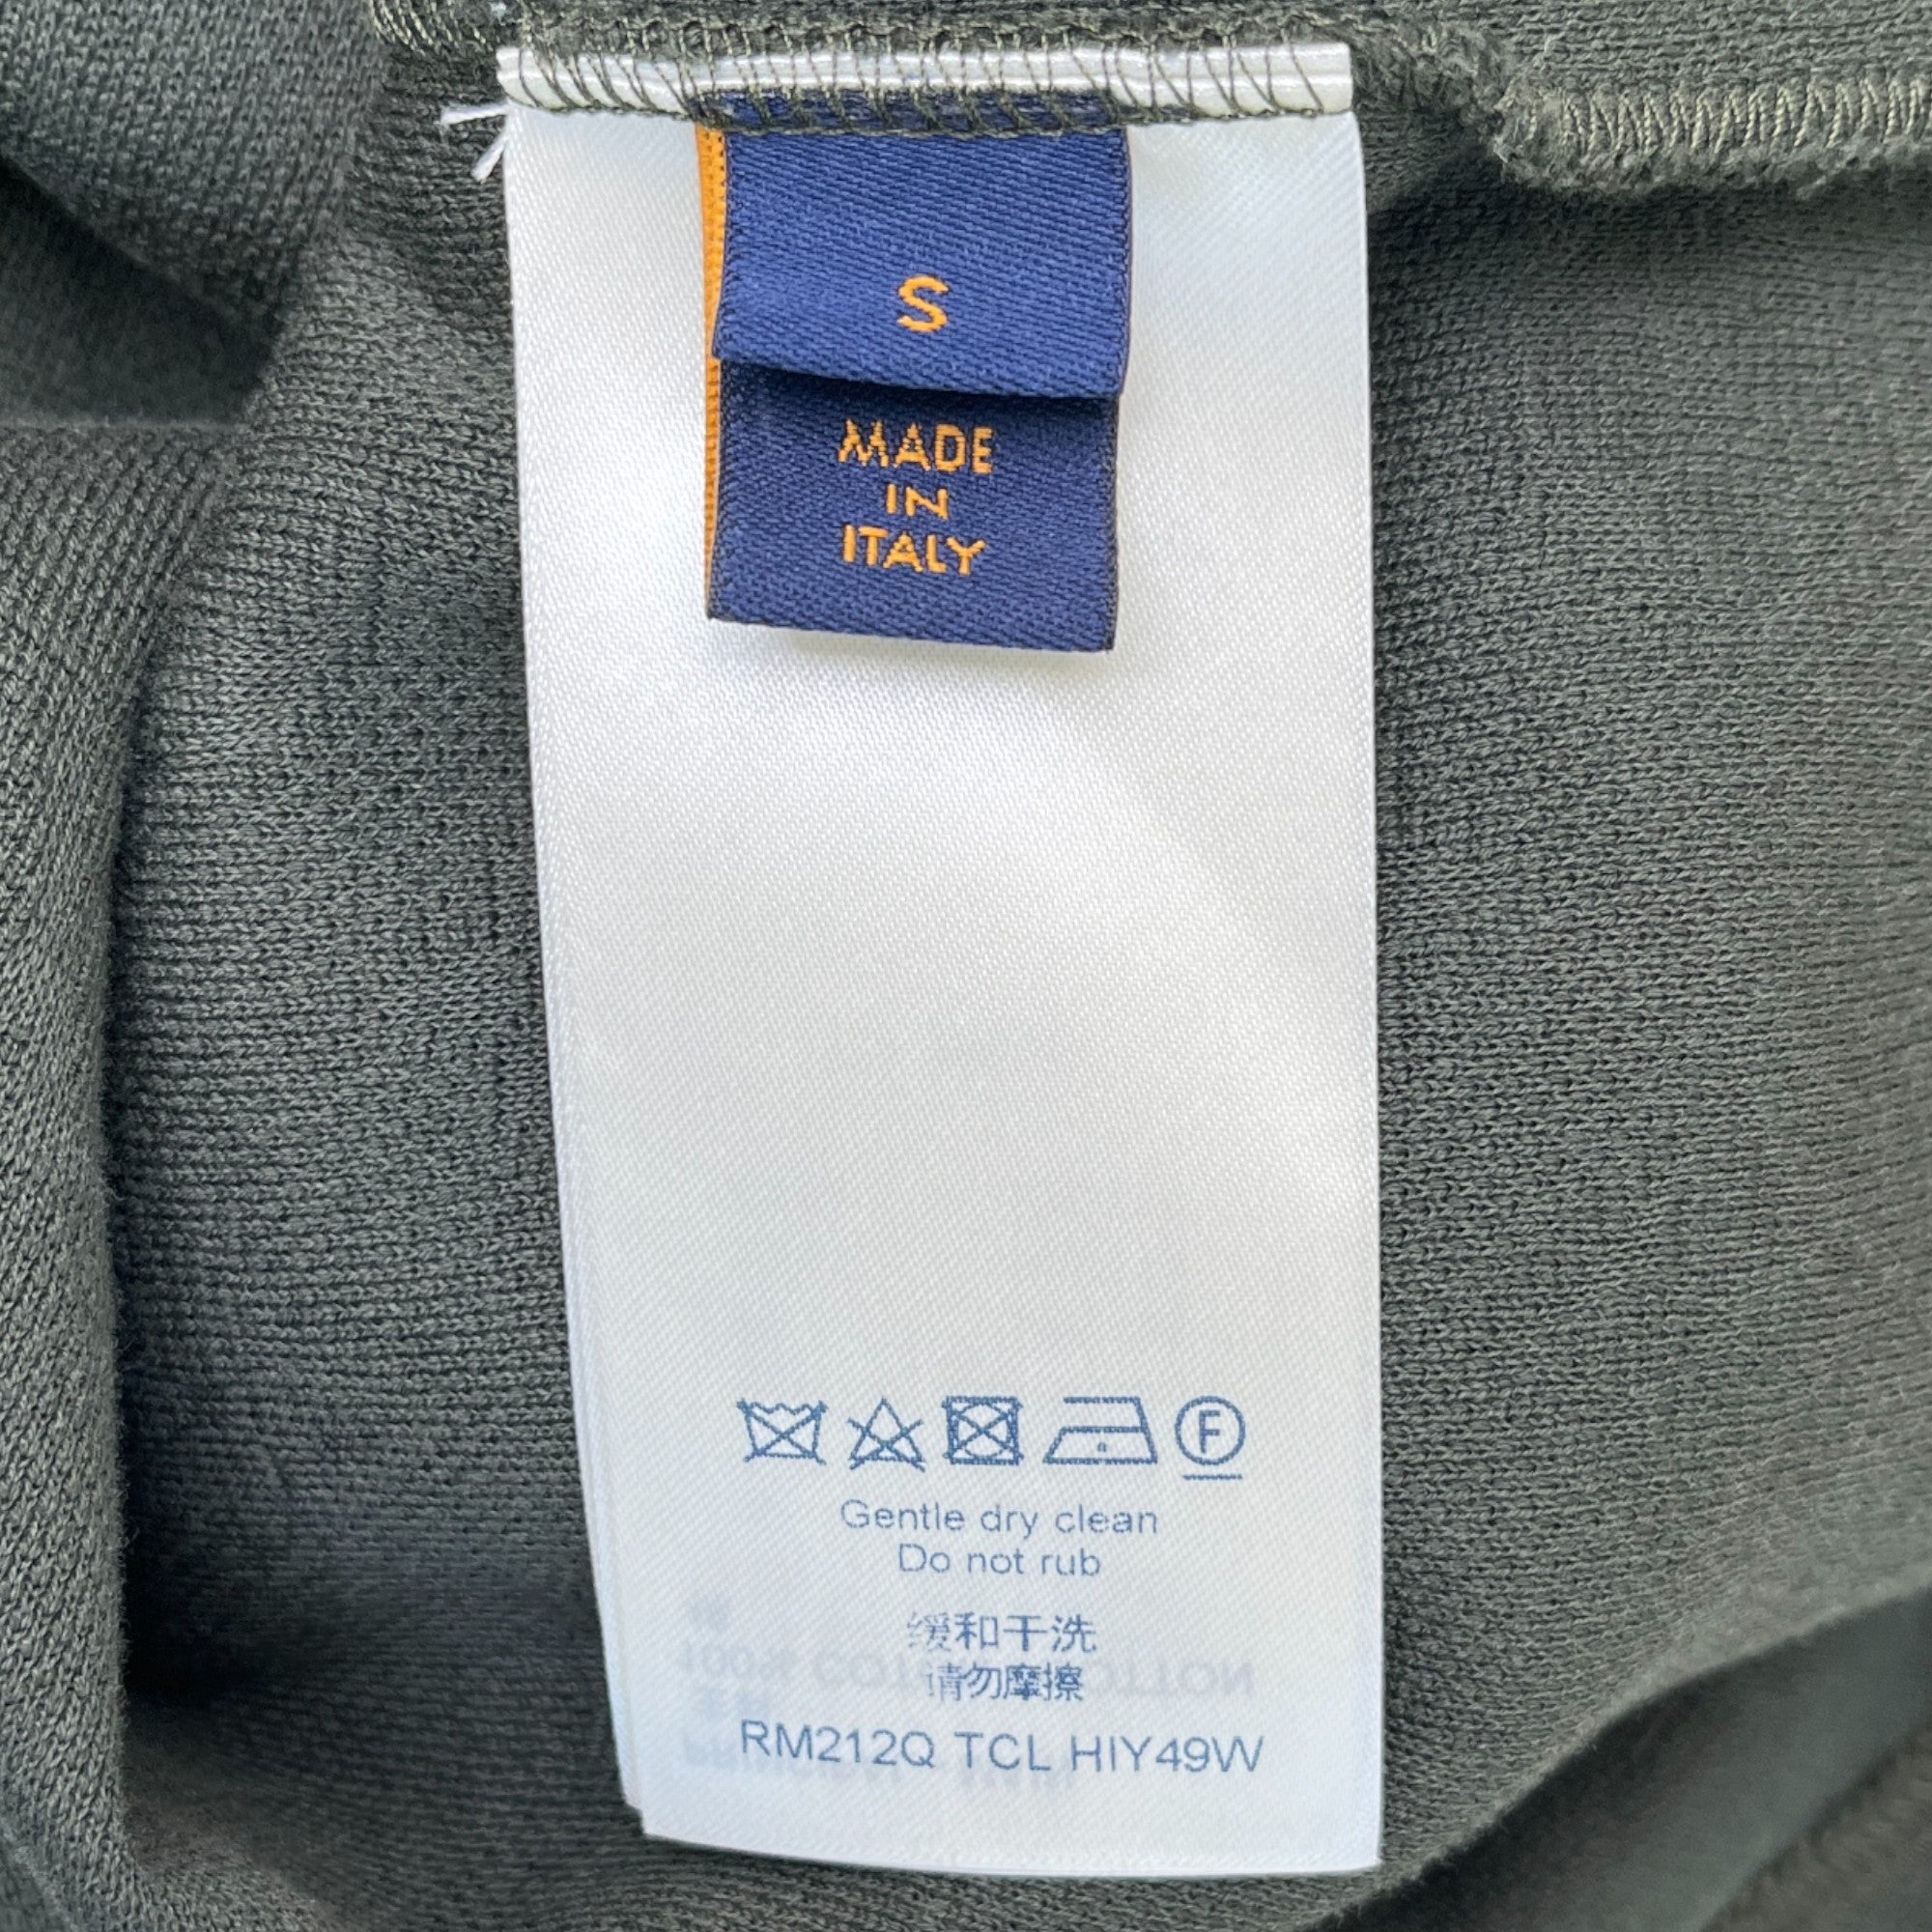 S
MADE
IN
ITALY
F
Gentle dry clean
Do not rub
缓和干洗
请勿摩擦
RM212Q TCL HIY49W